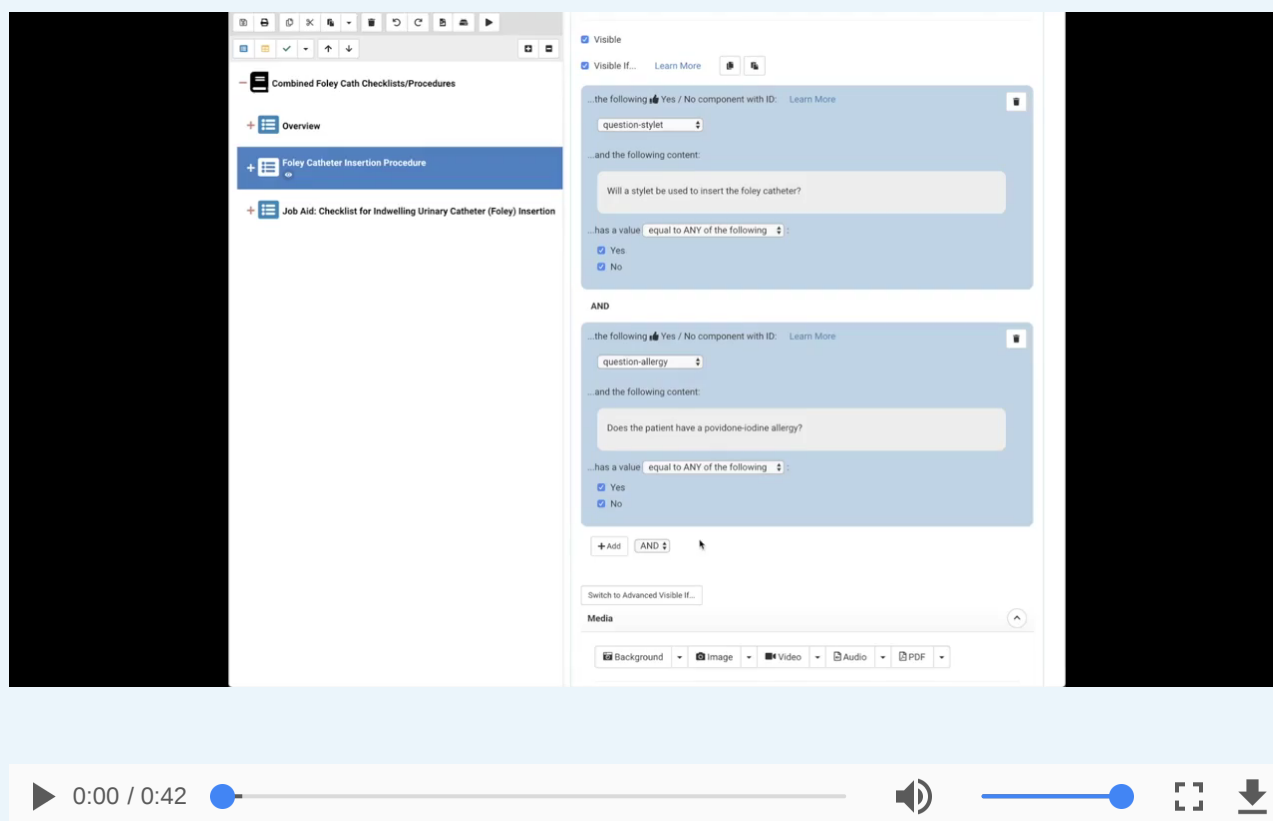 Visible
Visible If... Learn More
Combined Foley Cath Checklists/Procedures
Overview
Foley Catheter Insertion Procedure
Job Aid: Checklist for Indwelling Urinary Catheter (Foley) Insertion
...the following Yes / No component with ID: Learn More
question-stylet
...and the following content:
Will a stylet be used to insert the foley catheter?
...has a value equal to ANY of the following :
Yes
No
AND
...the following Yes / No component with ID: Learn More
question-allergy
...and the following content:
Does the patient have a povidone-iodine allergy?
...has a value equal to ANY of the following :
Yes
No
+ Add AND
Switch to Advanced Visible If...
Media
Background Image Video Audio PDF
0:00 / 0:42